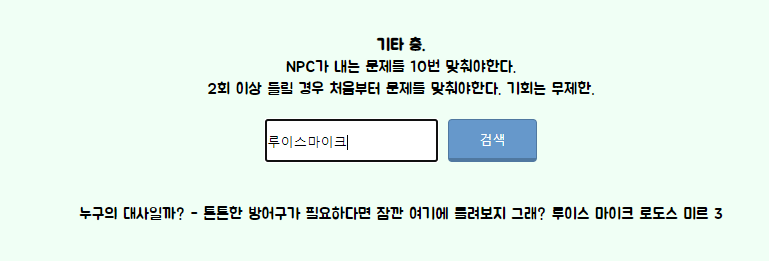 기타 층.
NPC가 내는 문제를 10번 맞춰야한다.
2회 이상 틀릴 경우 처음부터 문제를 맞춰야한다. 기회는 무제한.
루이스마이크
검색
누구의 대사일까? - 튼튼한 방어구가 필요하다면 잠깐 여기에 들려보지 그래? 루이스 마이크 로도스 미르 3